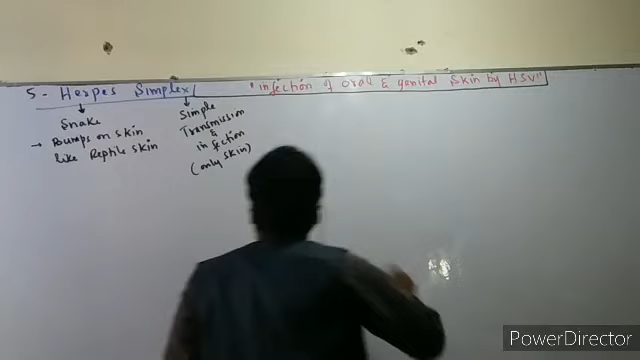 5- Herpes Simplex
"infection of oral & genital skin by HSV"
Snake
→ Bumps on skin
like Reptile skin
Simple
Transmission
&
infection
(only skin)
PowerDirector